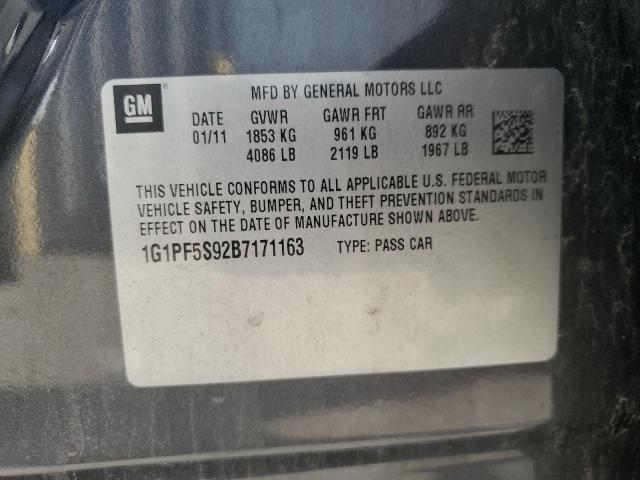 GM
MFD BY GENERAL MOTORS LLC
DATE GVWR GAWR FRT GAWR RR
01/11 1853 KG 961 KG 892 KG
4086 LB 2119 LB 1967 LB
THIS VEHICLE CONFORMS TO ALL APPLICABLE U.S. FEDERAL MOTOR
VEHICLE SAFETY, BUMPER, AND THEFT PREVENTION STANDARDS IN
EFFECT ON THE DATE OF MANUFACTURE SHOWN ABOVE.
1G1PF5S92B7171163 TYPE: PASS CAR